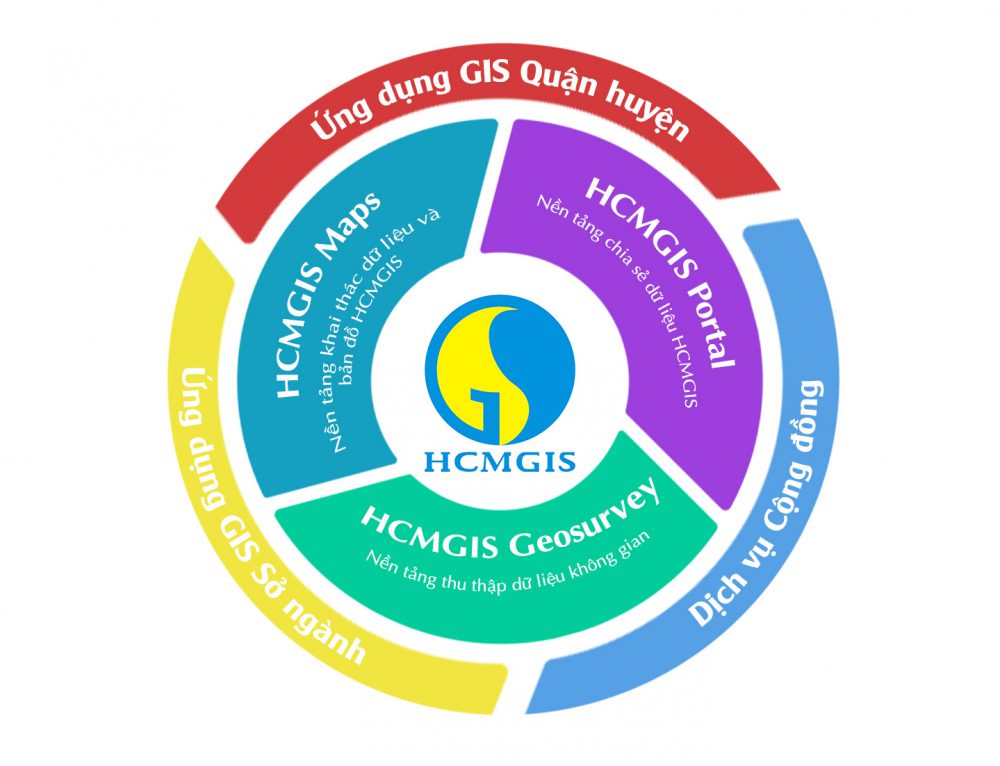 Ứng dụng GIS Quận huyện
HCMGIS Maps
Nền tảng khai thác dữ liệu và
bản đồ HCMGIS
HCMGIS Portal
Nền tảng chia sẻ dữ liệu HCMGIS
HCMGIS
HCMGIS Geosurvey
Nền tảng thu thập dữ liệu không gian
Ứng dụng GIS Sở ngành
Dịch vụ Cộng đồng